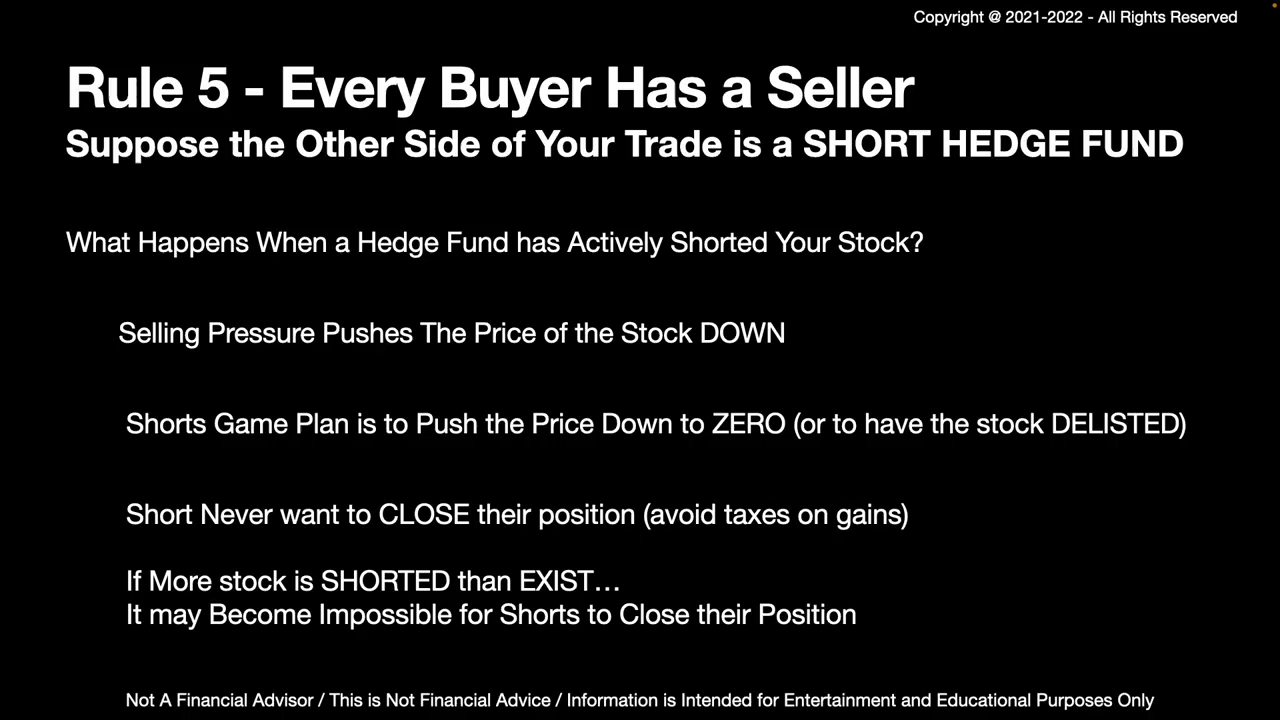 Copyright @ 2021-2022 - All Rights Reserved
Rule 5 - Every Buyer Has a Seller
Suppose the Other Side of Your Trade is a SHORT HEDGE FUND
What Happens When a Hedge Fund has Actively Shorted Your Stock?
Selling Pressure Pushes The Price of the Stock DOWN
Shorts Game Plan is to Push the Price Down to ZERO (or to have the stock DELISTED)
Short Never want to CLOSE their position (avoid taxes on gains)
If More stock is SHORTED than EXIST…
It may Become Impossible for Shorts to Close their Position
Not A Financial Advisor / This is Not Financial Advice / Information is Intended for Entertainment and Educational Purposes Only